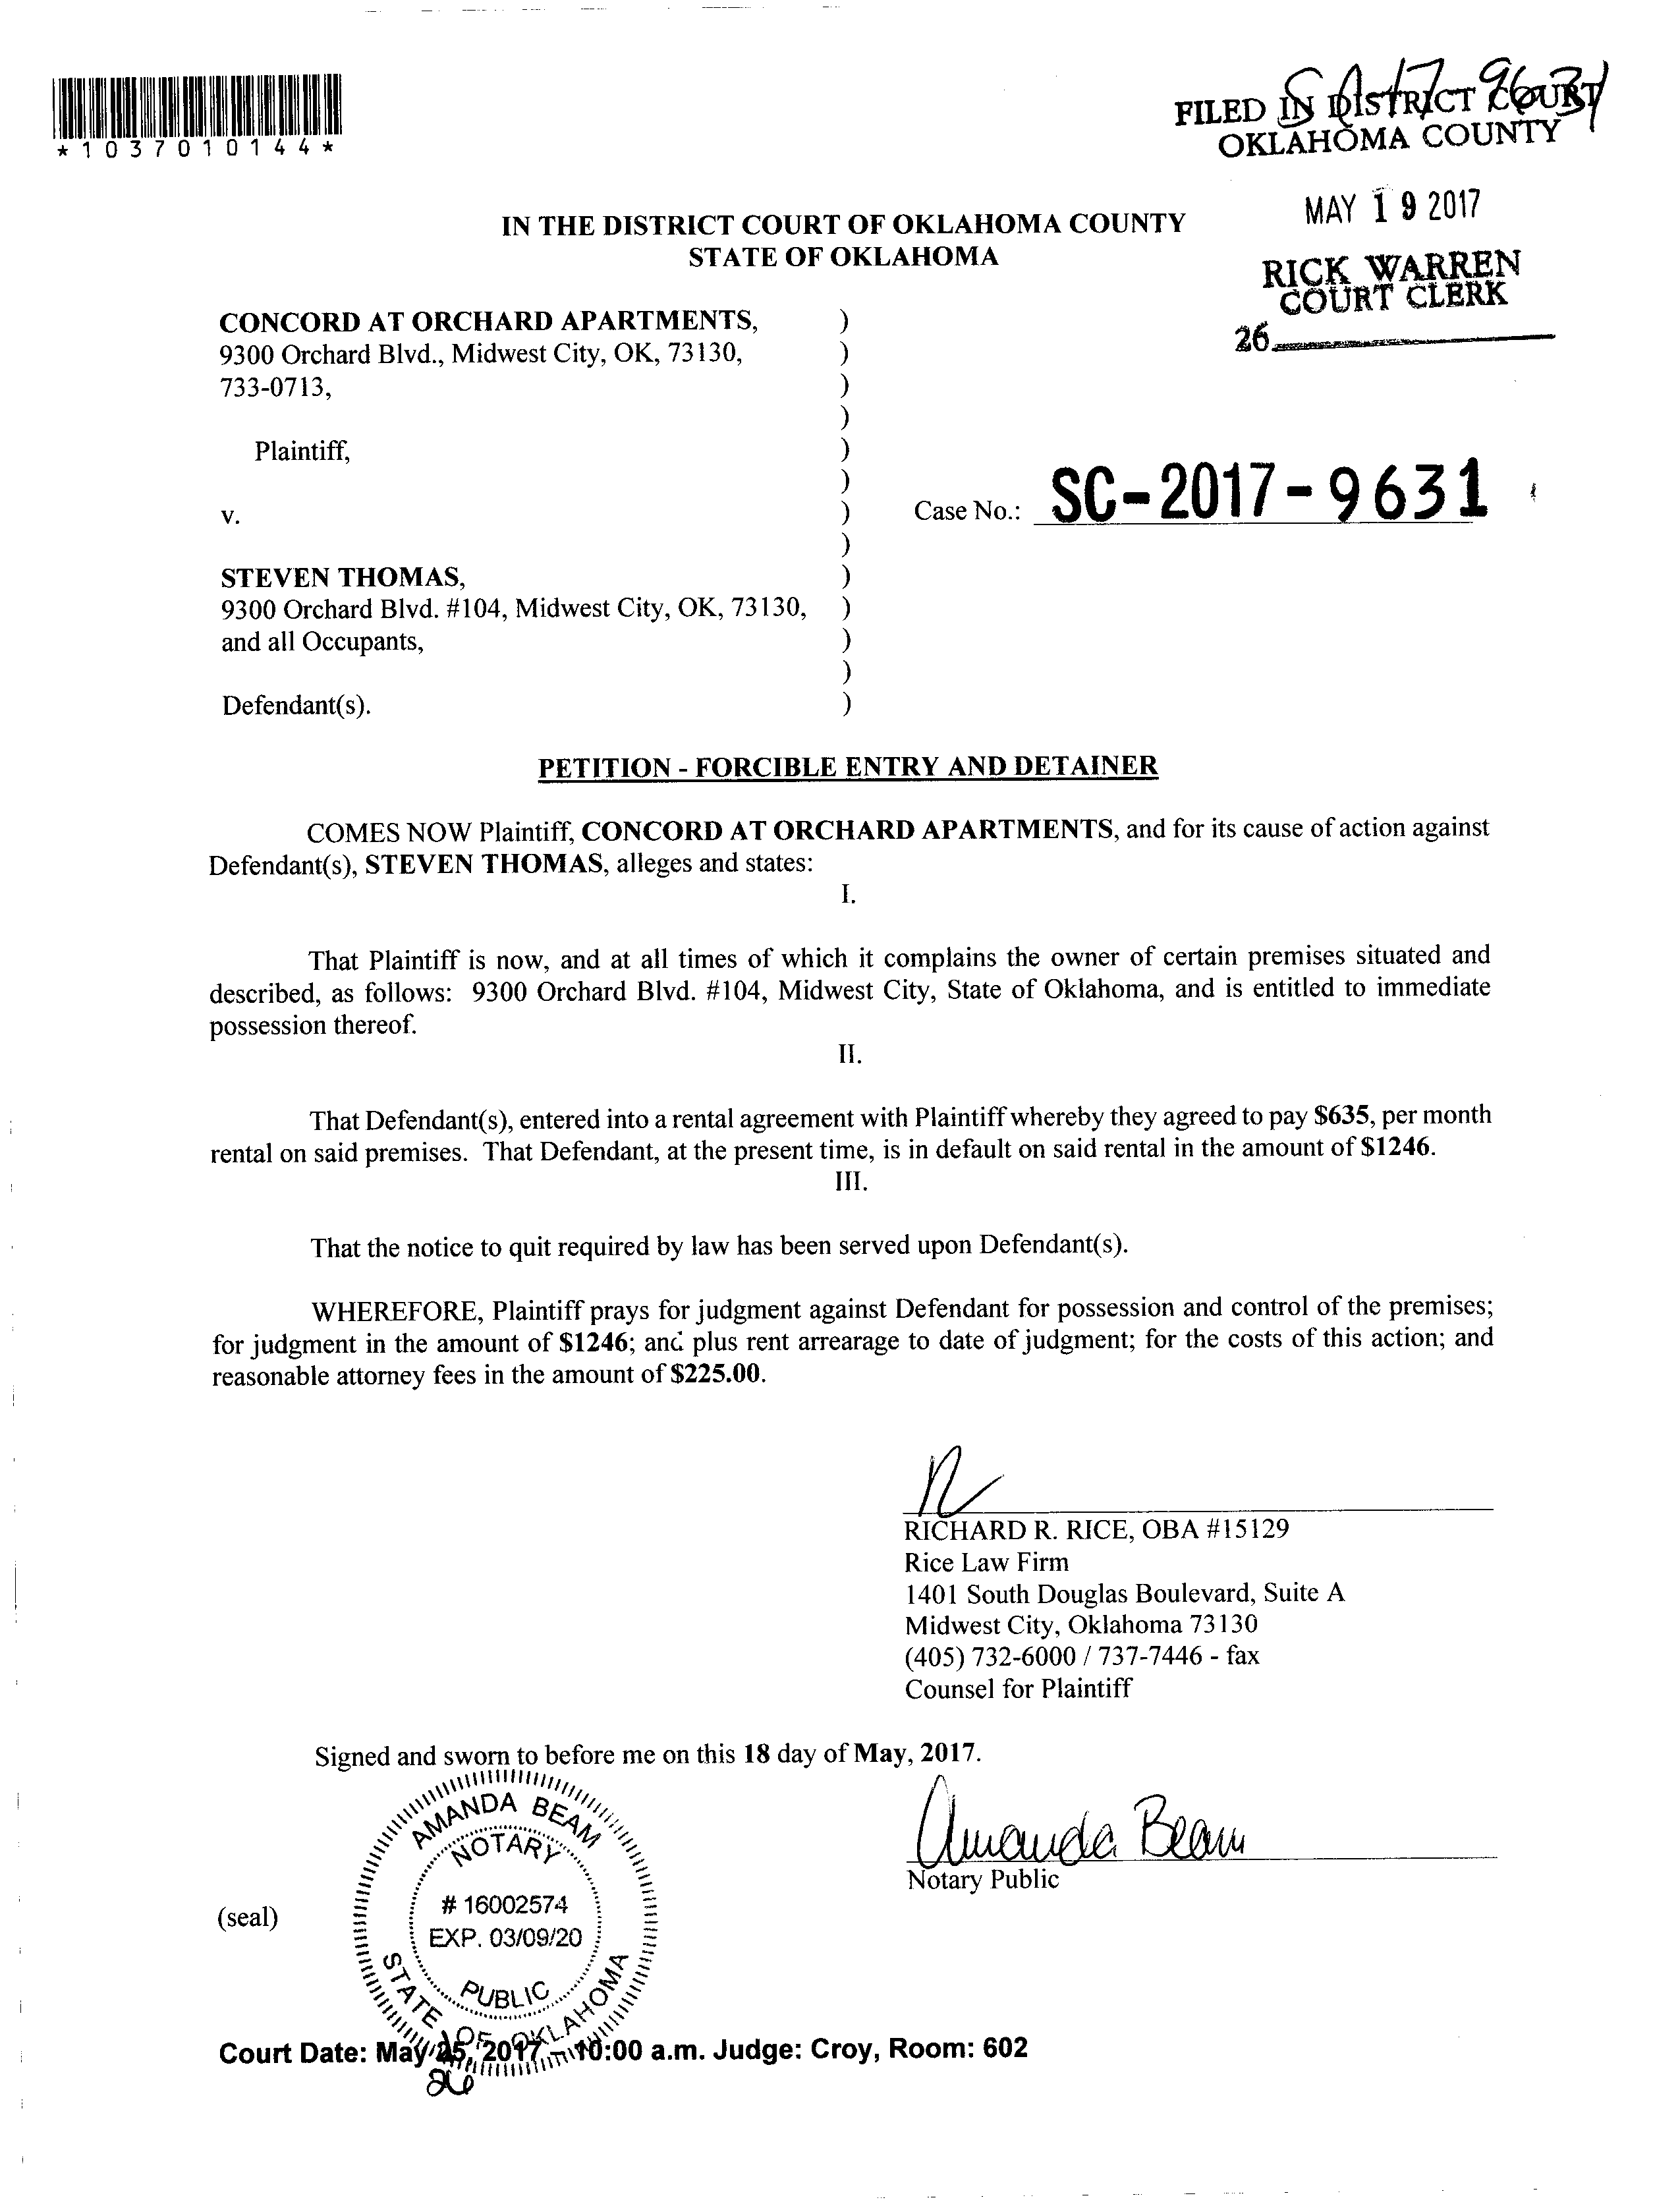 *1037010144*
SC-17-9631
FILED IN DISTRICT COURT
OKLAHOMA COUNTY
MAY 19 2017
RICK WARREN
COURT CLERK
26
IN THE DISTRICT COURT OF OKLAHOMA COUNTY
STATE OF OKLAHOMA
CONCORD AT ORCHARD APARTMENTS, )
9300 Orchard Blvd., Midwest City, OK, 73130, )
733-0713, )
)
Plaintiff, )
)
v. ) Case No.: SC-2017-9631
)
STEVEN THOMAS, )
9300 Orchard Blvd. #104, Midwest City, OK, 73130, )
and all Occupants, )
)
Defendant(s). )
PETITION - FORCIBLE ENTRY AND DETAINER
COMES NOW Plaintiff, CONCORD AT ORCHARD APARTMENTS, and for its cause of action against
Defendant(s), STEVEN THOMAS, alleges and states:
I.
That Plaintiff is now, and at all times of which it complains the owner of certain premises situated and
described, as follows: 9300 Orchard Blvd. #104, Midwest City, State of Oklahoma, and is entitled to immediate
possession thereof.
II.
That Defendant(s), entered into a rental agreement with Plaintiff whereby they agreed to pay $635, per month
rental on said premises. That Defendant, at the present time, is in default on said rental in the amount of $1246.
III.
That the notice to quit required by law has been served upon Defendant(s).
WHEREFORE, Plaintiff prays for judgment against Defendant for possession and control of the premises;
for judgment in the amount of $1246; and plus rent arrearage to date of judgment; for the costs of this action; and
reasonable attorney fees in the amount of $225.00.
RICHARD R. RICE, OBA #15129
Rice Law Firm
1401 South Douglas Boulevard, Suite A
Midwest City, Oklahoma 73130
(405) 732-6000 / 737-7446 - fax
Counsel for Plaintiff
Signed and sworn to before me on this 18 day of May, 2017.
Amanda Beam
Notary Public
(seal)
AMANDA BEAM
NOTARY
# 16002574
EXP. 03/09/20
PUBLIC
STATE OF OKLAHOMA
Court Date: May 25, 2017 - 10:00 a.m. Judge: Croy, Room: 602
26